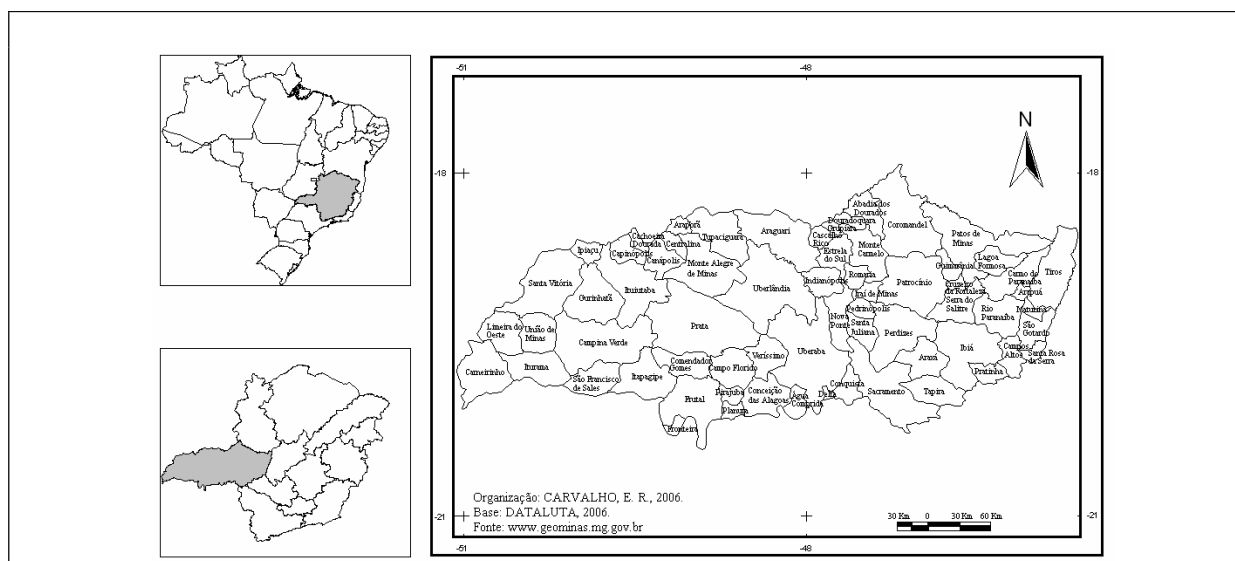 -51
-48
N
-18
-18
Abadia dos
Dourados
Douradoquara
Grupiara
Coromandel
Araporã
Tupaciguara
Araguari
Cascalho
Rico
Estrela
do Sul
Monte
Carmelo
Patos de
Minas
Cachoeira
Dourada
Centralina
Ipiaçu
Capinópolis
Canápolis
Monte Alegre
de Minas
Lagoa
Formosa
Guimarânia
Carmo do
Paranaíba
Tiros
Santa Vitória
Gurinhatã
Ituiutaba
Uberlândia
Indianópolis
Romaria
Patrocínio
Cruzeiro
da Fortaleza
Serra do
Salitre
Arapuá
Iraí de Minas
Pedrinópolis
Rio
Paranaíba
Matutina
São
Gotardo
Limeira do
Oeste
União de
Minas
Prata
Nova
Ponte
Santa
Juliana
Perdizes
Campina Verde
Veríssimo
Uberaba
Ibiá
Campos
Altos
Santa Rosa
da Serra
Araxá
Pratinha
Carneirinho
Iturama
São Francisco
de Sales
Itapagipe
Comendador
Gomes
Campo Florido
Frutal
Pirajuba
Planura
Conceição
das Alagoas
Água
Comprida
Delta
Conquista
Sacramento
Tapira
Fronteira
Organização: CARVALHO, E. R., 2006.
Base: DATALUTA, 2006.
Fonte: www.geominas.mg.gov.br
30 Km 0 30 Km 60 Km
-21
-21
-51
-48